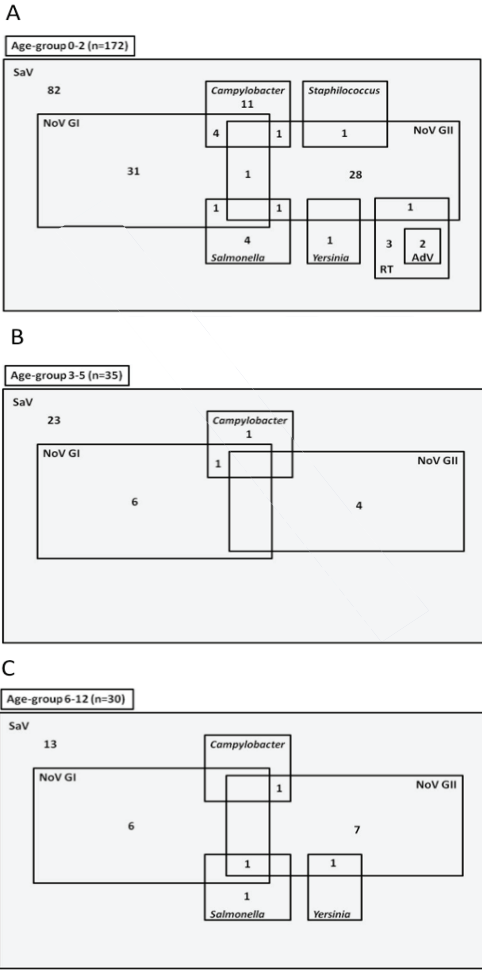 A
Age-group 0-2 (n=172)
SaV
82
Campylobacter
11
Staphilococcus
NoV GI
4
1
1
NoV GII
31
1
28
1
1
1
4
1
3
2
Salmonella
Yersinia
AdV
RT
B
Age-group 3-5 (n=35)
SaV
23
Campylobacter
1
NoV GI
1
NoV GII
6
4
C
Age-group 6-12 (n=30)
SaV
13
Campylobacter
NoV GI
1
NoV GII
6
7
1
1
1
Salmonella
Yersinia